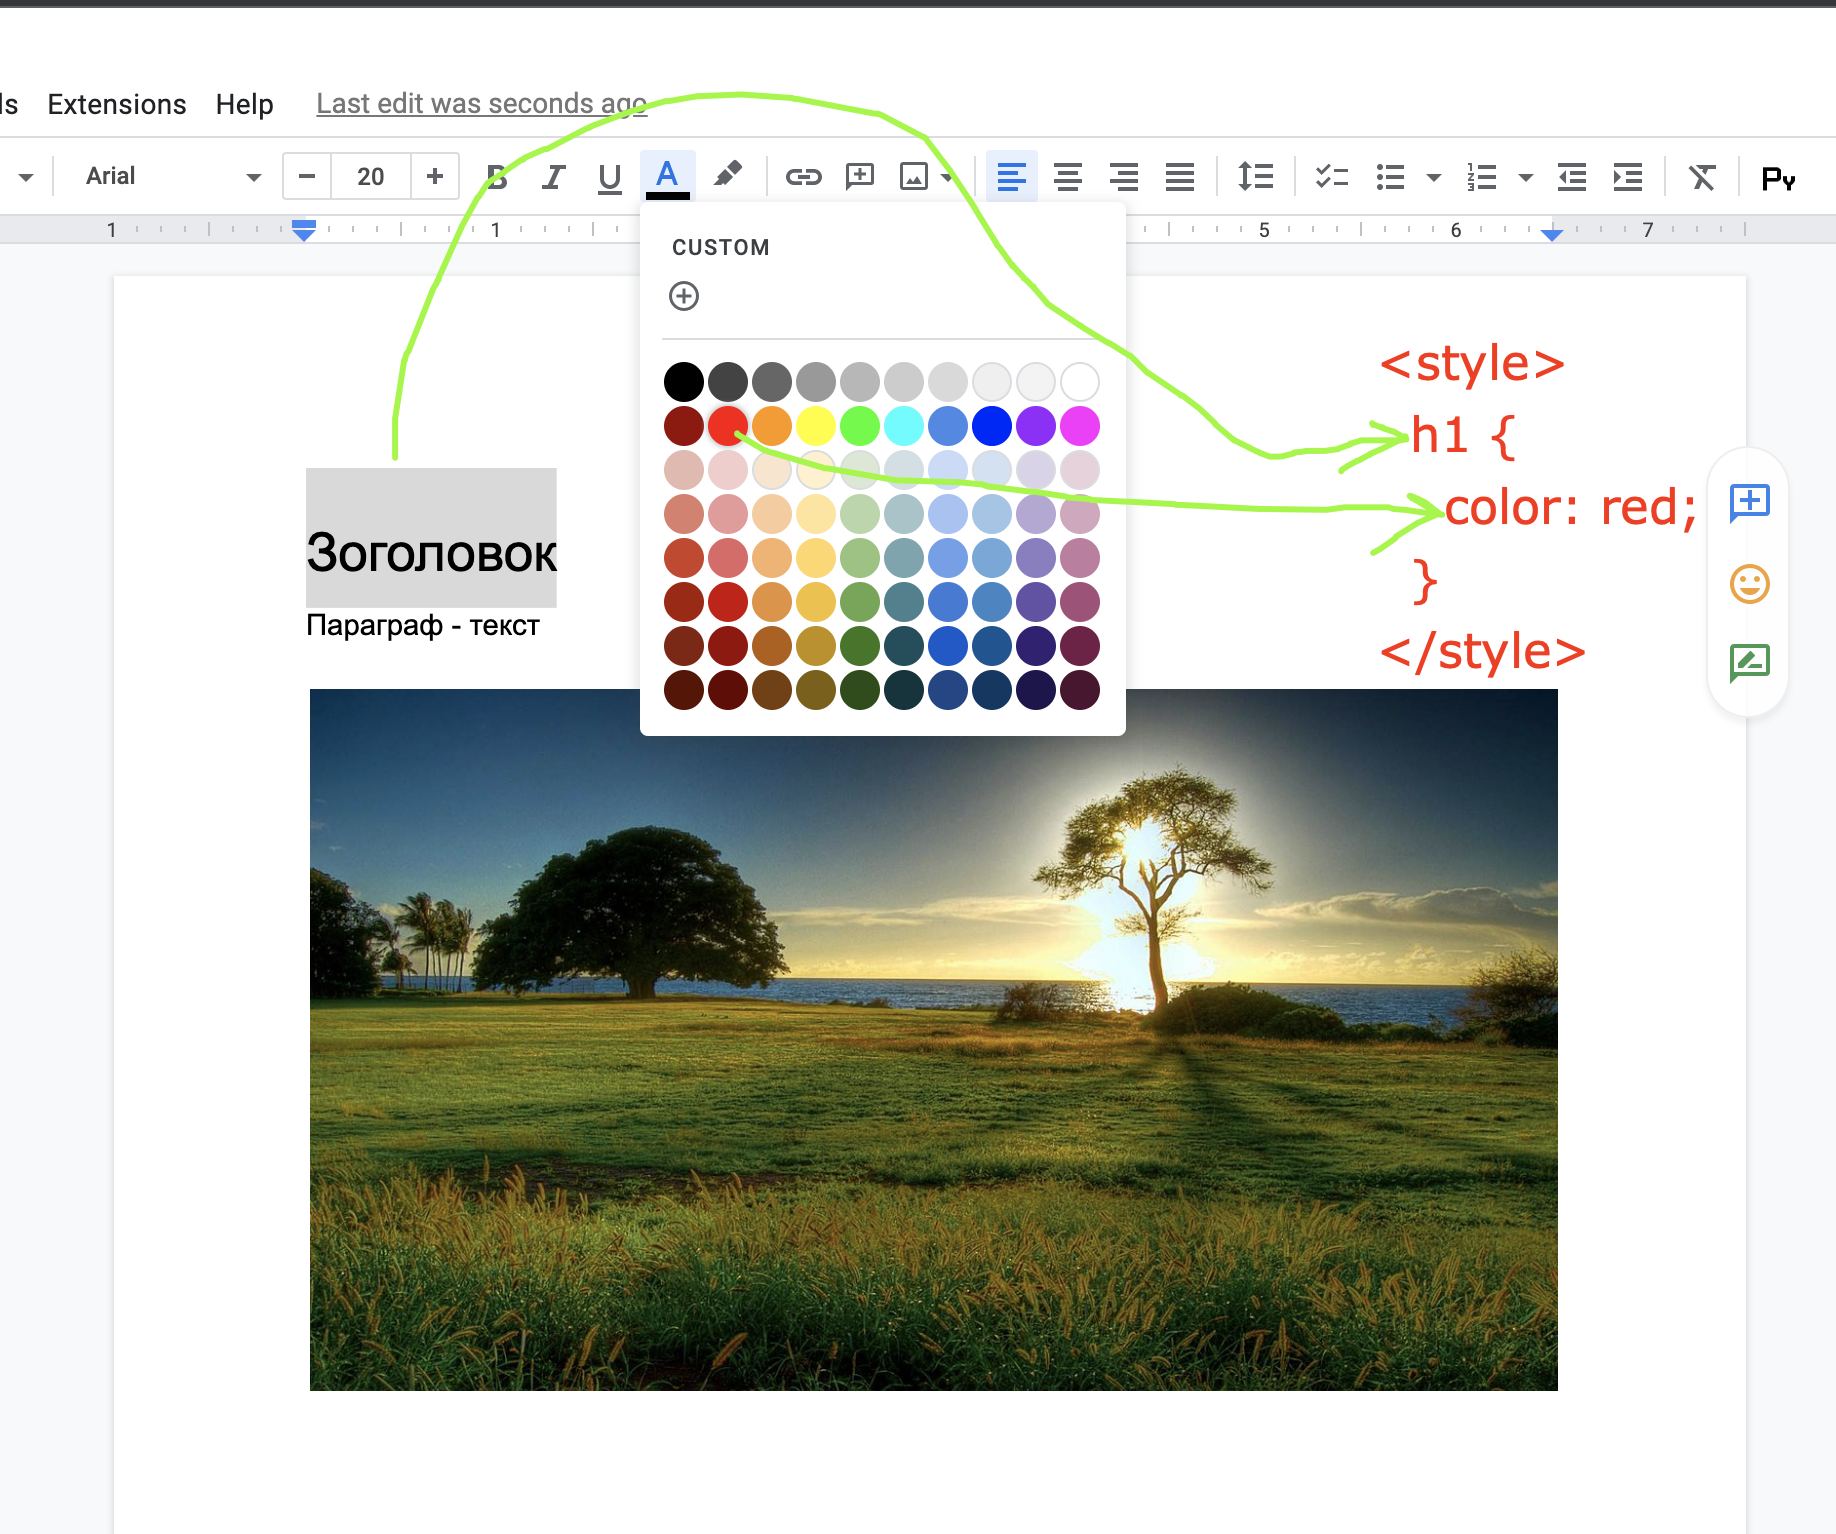 ls Extensions Help Last edit was seconds ago
Arial − 20 + B I U A Py
1 1 5 6 7
CUSTOM
<style>
h1 {
color: red;
}
</style>
Зоголовок
Параграф - текст